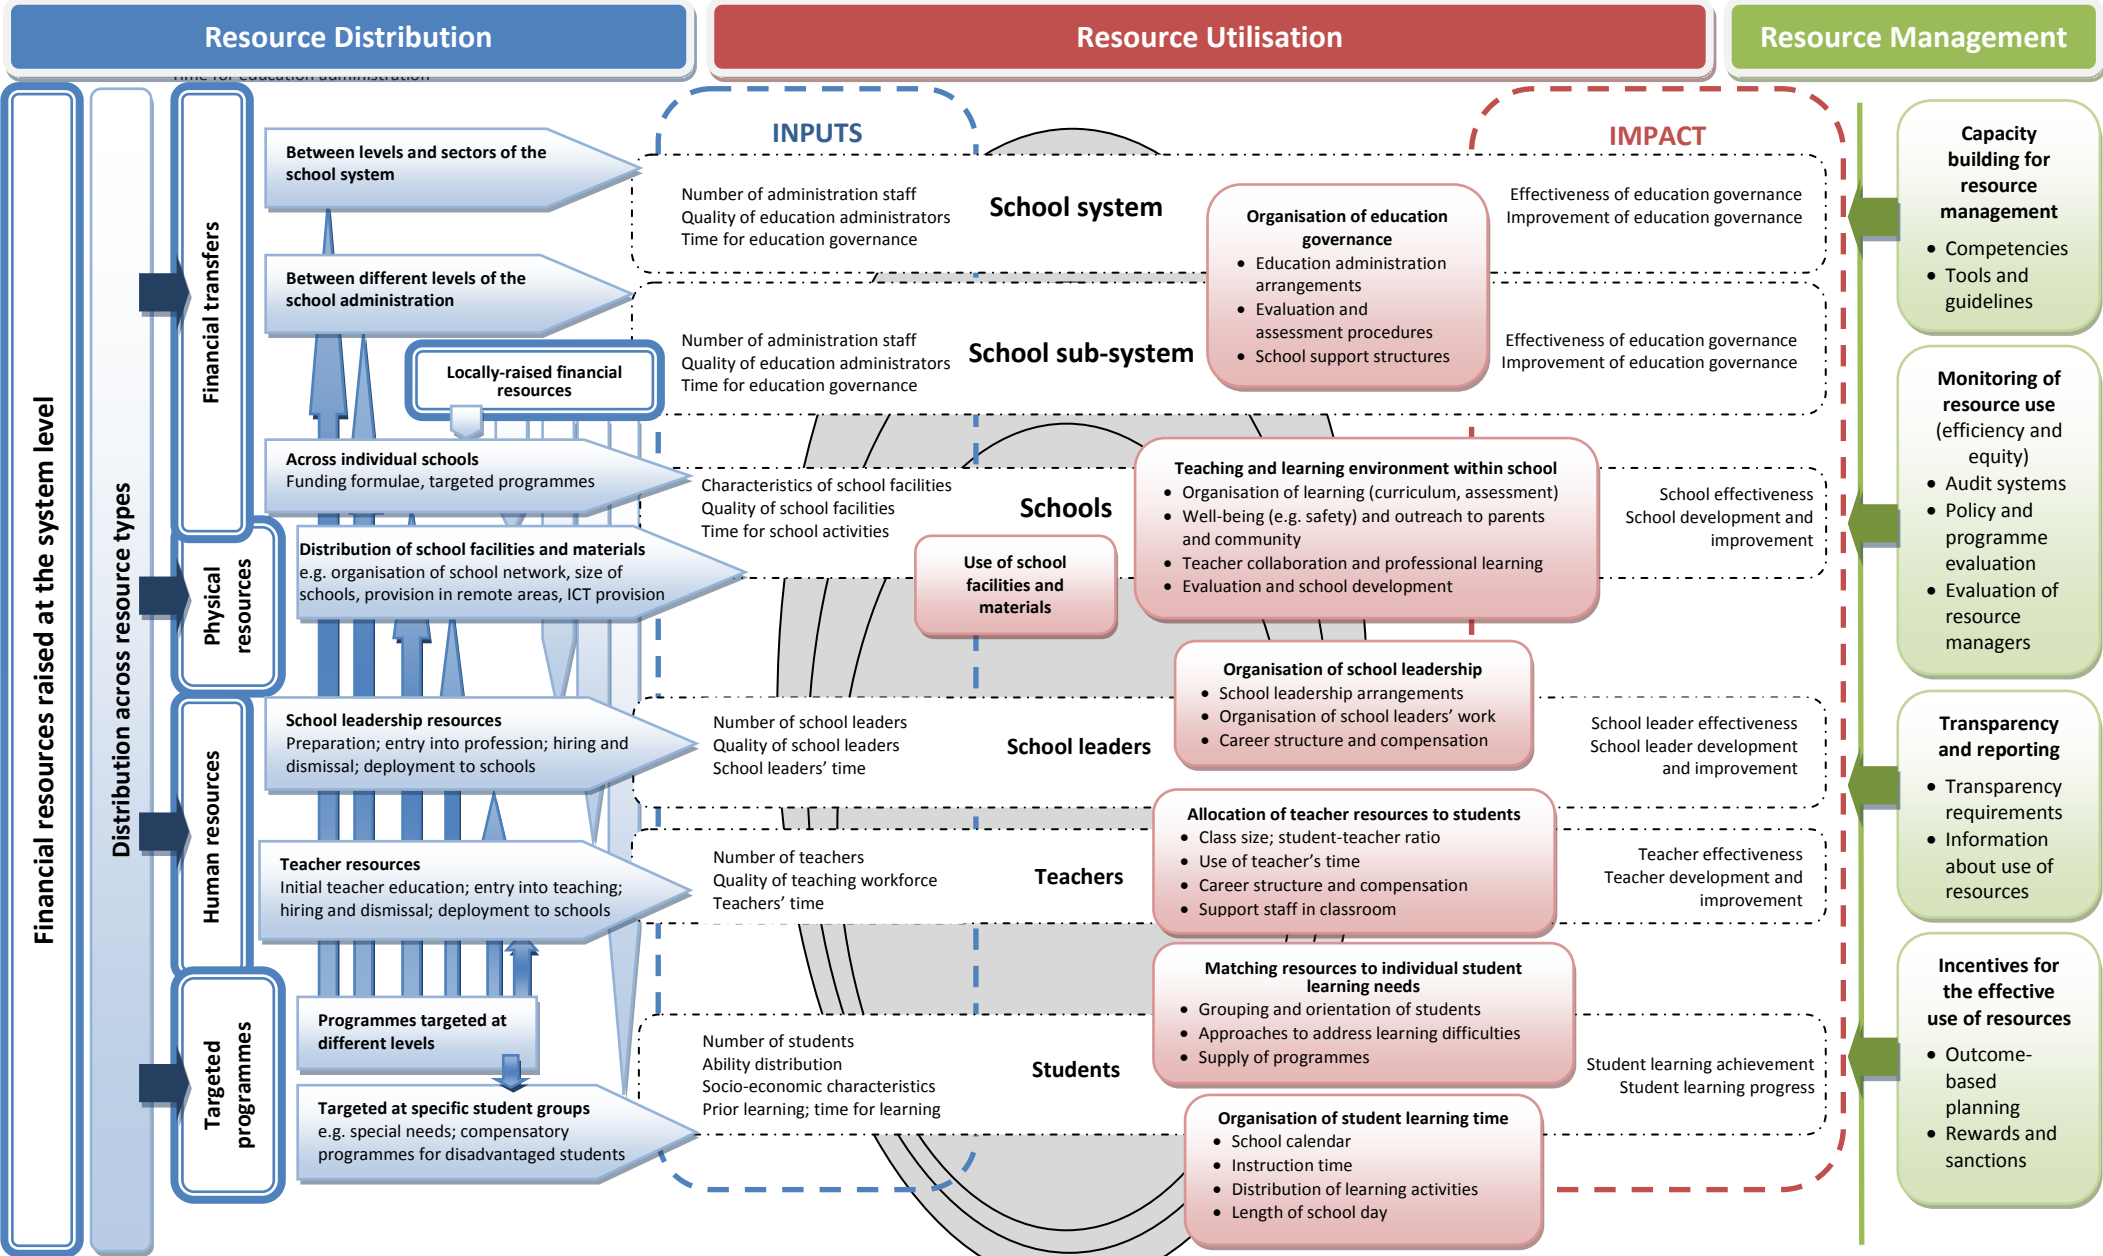 Resource Distribution
Resource Utilisation
Resource Management
Time for education administration
Financial resources raised at the system level
Distribution across resource types
Financial transfers
Physical
resources
Human resources
Targeted
programmes
Between levels and sectors of the
school system
Between different levels of the
school administration
Locally-raised financial
resources
Across individual schools
Funding formulae, targeted programmes
Distribution of school facilities and materials
e.g. organisation of school network, size of
schools, provision in remote areas, ICT provision
School leadership resources
Preparation; entry into profession; hiring and
dismissal; deployment to schools
Teacher resources
Initial teacher education; entry into teaching;
hiring and dismissal; deployment to schools
Programmes targeted at
different levels
Targeted at specific student groups
e.g. special needs; compensatory
programmes for disadvantaged students
INPUTS
IMPACT
Number of administration staff
Quality of education administrators
Time for education governance
School system
Organisation of education
governance
• Education administration
arrangements
• Evaluation and
assessment procedures
• School support structures
Effectiveness of education governance
Improvement of education governance
Number of administration staff
Quality of education administrators
Time for education governance
School sub-system
Effectiveness of education governance
Improvement of education governance
Characteristics of school facilities
Quality of school facilities
Time for school activities
Schools
Use of school
facilities and
materials
Teaching and learning environment within school
• Organisation of learning (curriculum, assessment)
• Well-being (e.g. safety) and outreach to parents
and community
• Teacher collaboration and professional learning
• Evaluation and school development
School effectiveness
School development and
improvement
Number of school leaders
Quality of school leaders
School leaders’ time
School leaders
Organisation of school leadership
• School leadership arrangements
• Organisation of school leaders’ work
• Career structure and compensation
School leader effectiveness
School leader development
and improvement
Number of teachers
Quality of teaching workforce
Teachers’ time
Teachers
Allocation of teacher resources to students
• Class size; student-teacher ratio
• Use of teacher’s time
• Career structure and compensation
• Support staff in classroom
Teacher effectiveness
Teacher development and
improvement
Number of students
Ability distribution
Socio-economic characteristics
Prior learning; time for learning
Students
Matching resources to individual student
learning needs
• Grouping and orientation of students
• Approaches to address learning difficulties
• Supply of programmes
Student learning achievement
Student learning progress
Organisation of student learning time
• School calendar
• Instruction time
• Distribution of learning activities
• Length of school day
Capacity
building for
resource
management
• Competencies
• Tools and
guidelines
Monitoring of
resource use
(efficiency and
equity)
• Audit systems
• Policy and
programme
evaluation
• Evaluation of
resource
managers
Transparency
and reporting
• Transparency
requirements
• Information
about use of
resources
Incentives for
the effective
use of resources
• Outcome-
based
planning
• Rewards and
sanctions